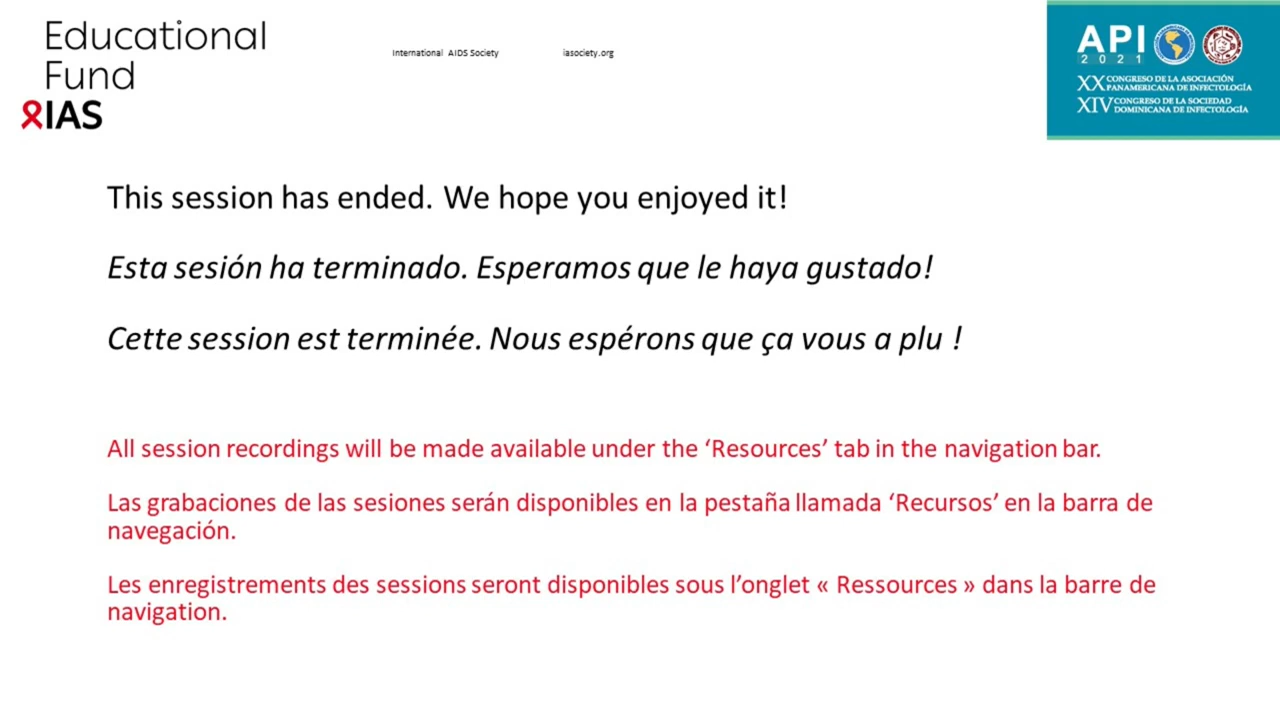 Educational
Fund
IAS
International AIDS Society
iasociety.org
API
2021
XX CONGRESO DE LA ASOCIACIÓN
PANAMERICANA DE INFECTOLOGÍA
XIV CONGRESO DE LA SOCIEDAD
DOMINICANA DE INFECTOLOGÍA
This session has ended. We hope you enjoyed it!
Esta sesión ha terminado. Esperamos que le haya gustado!
Cette session est terminée. Nous espérons que ça vous a plu !
All session recordings will be made available under the ‘Resources’ tab in the navigation bar.
Las grabaciones de las sesiones serán disponibles en la pestaña llamada ‘Recursos’ en la barra de
navegación.
Les enregistrements des sessions seront disponibles sous l’onglet « Ressources » dans la barre de
navigation.